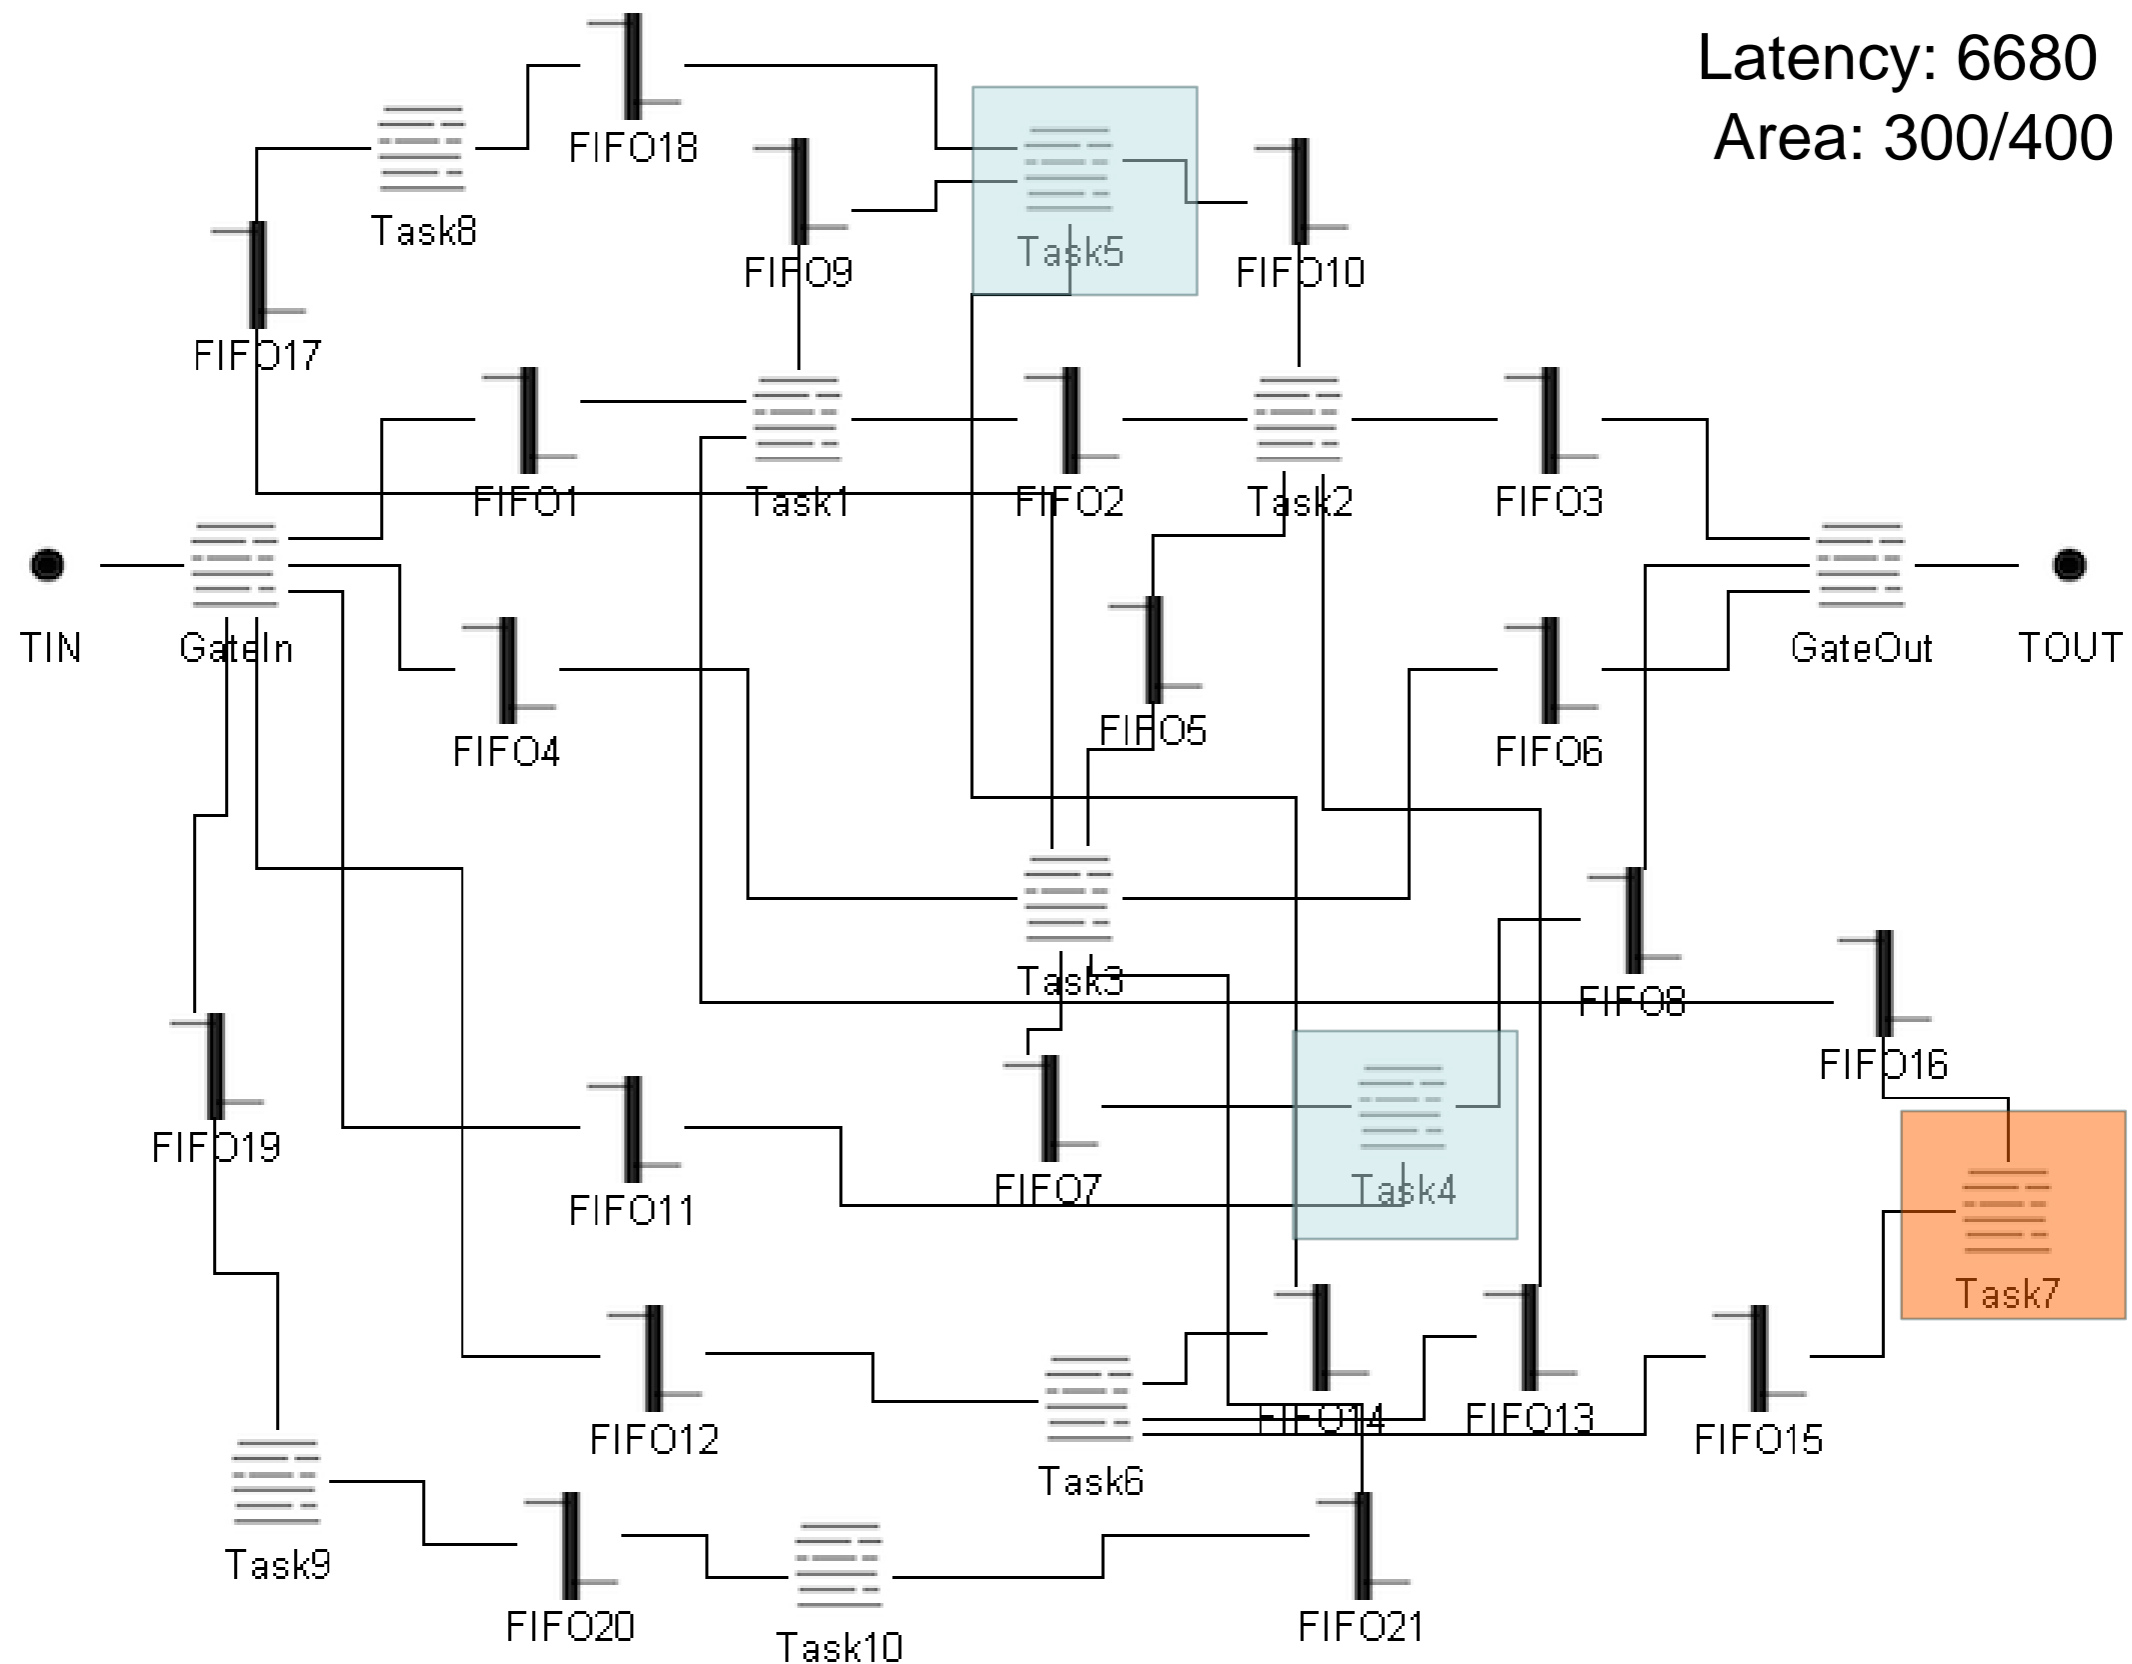 Latency: 6680
Area: 300/400
FIFO18
Task8
FIFO9
Task5
FIFO10
FIFO17
FIFO1
Task1
FIFO2
Task2
FIFO3
TIN
GateIn
GateOut
TOUT
FIFO4
FIFO5
FIFO6
Task3
FIFO8
FIFO16
FIFO19
FIFO11
FIFO7
Task4
Task7
FIFO12
FIFO14
FIFO13
FIFO15
Task6
Task9
FIFO20
Task10
FIFO21